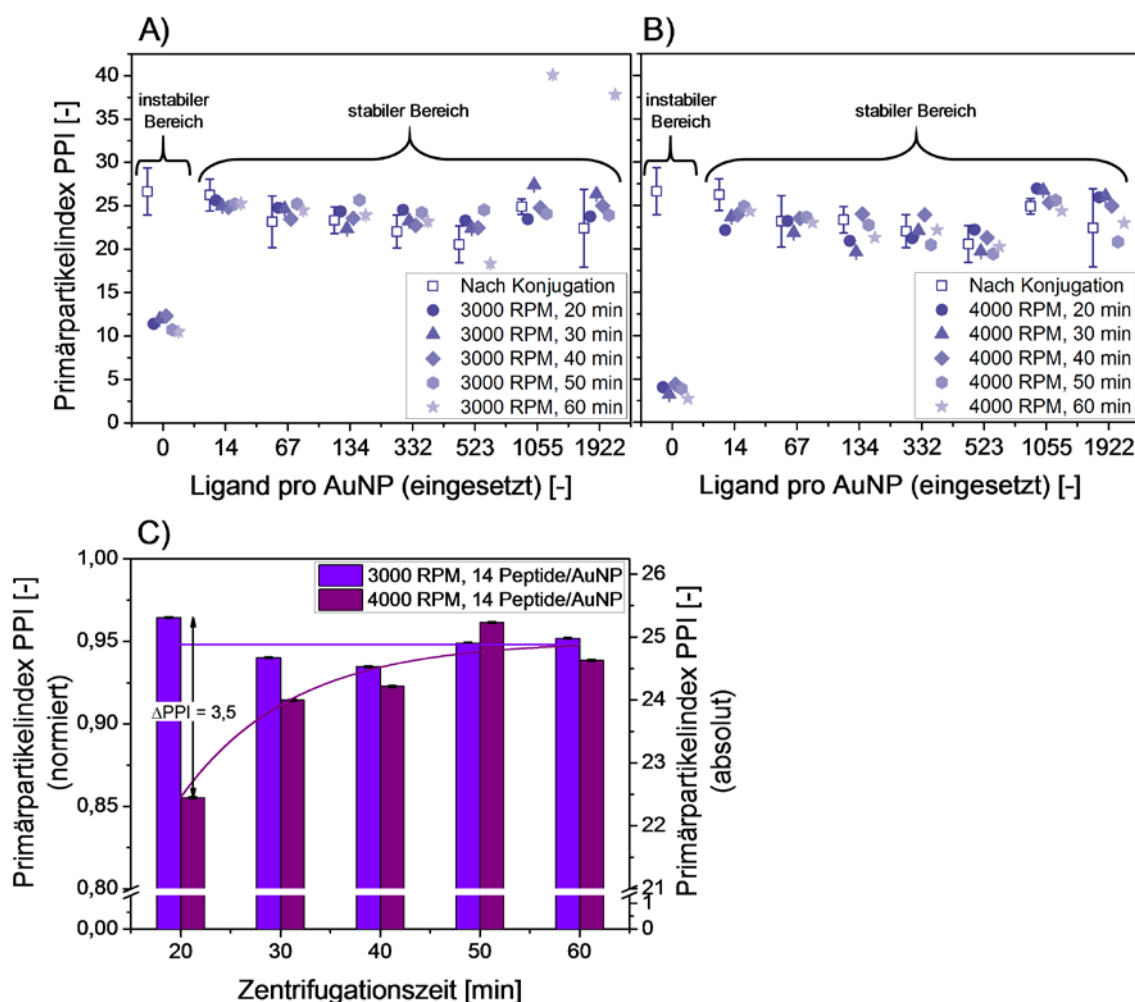 A)
Primärpartikelindex PPI [-]
40
35
30
25
20
15
10
5
0
instabiler
Bereich
stabiler Bereich
Nach Konjugation
3000 RPM, 20 min
3000 RPM, 30 min
3000 RPM, 40 min
3000 RPM, 50 min
3000 RPM, 60 min
0 14 67 134 332 523 1055 1922
Ligand pro AuNP (eingesetzt) [-]
B)
instabiler
Bereich
stabiler Bereich
Nach Konjugation
4000 RPM, 20 min
4000 RPM, 30 min
4000 RPM, 40 min
4000 RPM, 50 min
4000 RPM, 60 min
0 14 67 134 332 523 1055 1922
Ligand pro AuNP (eingesetzt) [-]
C)
Primärpartikelindex PPI [-]
(normiert)
1,00
0,95
0,90
0,85
0,80
0,00
3000 RPM, 14 Peptide/AuNP
4000 RPM, 14 Peptide/AuNP
ΔPPI = 3,5
26
25
24
23
22
21
1
0
Primärpartikelindex PPI [-]
(absolut)
20 30 40 50 60
Zentrifugationszeit [min]